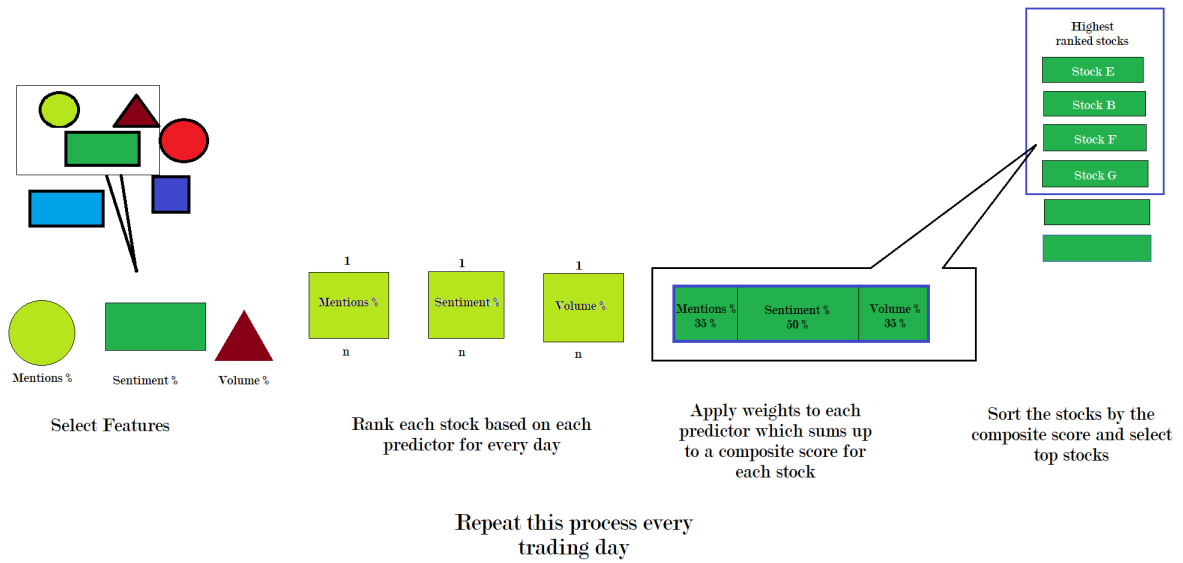 Mentions %
Sentiment %
Volume %
Select Features
1
1
1
Mentions %
Sentiment %
Volume %
n
n
n
Rank each stock based on each
predictor for every day
Mentions %
35 %
Sentiment %
50 %
Volume %
35 %
Apply weights to each
predictor which sums up
to a composite score for
each stock
Highest
ranked stocks
Stock E
Stock B
Stock F
Stock G
Sort the stocks by the
composite score and select
top stocks
Repeat this process every
trading day